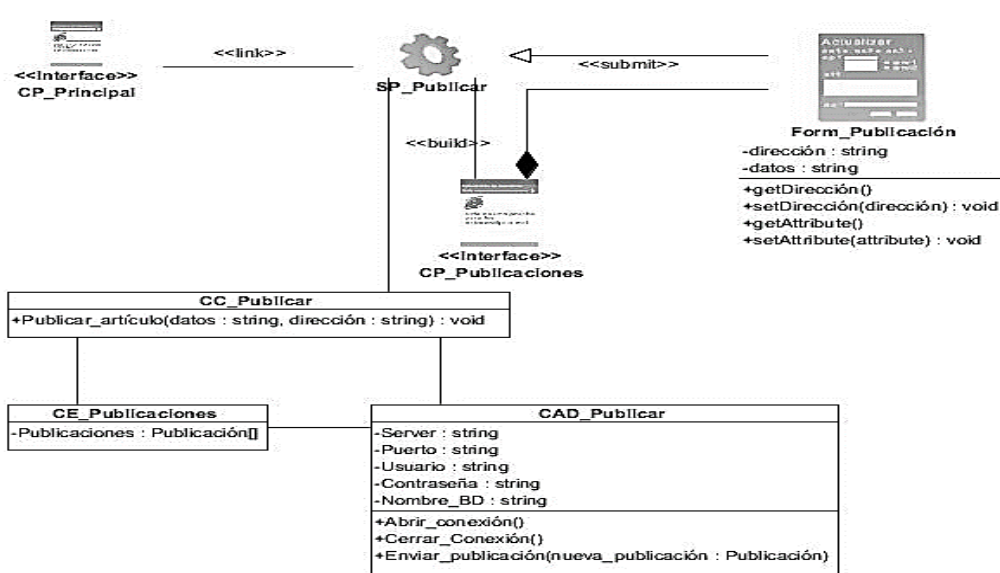 <<link>>
<<Interface>>
CP_Principal
SP_Publicar
<<submit>>
Actualizar
Form_Publicación
-dirección : string
-datos : string
+getDirección()
+setDirección(dirección) : void
+getAttribute()
+setAttribute(attribute) : void
<<build>>
<<Interface>>
CP_Publicaciones
CC_Publicar
+Publicar_artículo(datos : string, dirección : string) : void
CE_Publicaciones
-Publicaciones : Publicación[]
CAD_Publicar
-Server : string
-Puerto : string
-Usuario : string
-Contraseña : string
-Nombre_BD : string
+Abrir_conexión()
+Cerrar_Conexión()
+Enviar_publicación(nueva_publicación : Publicación)